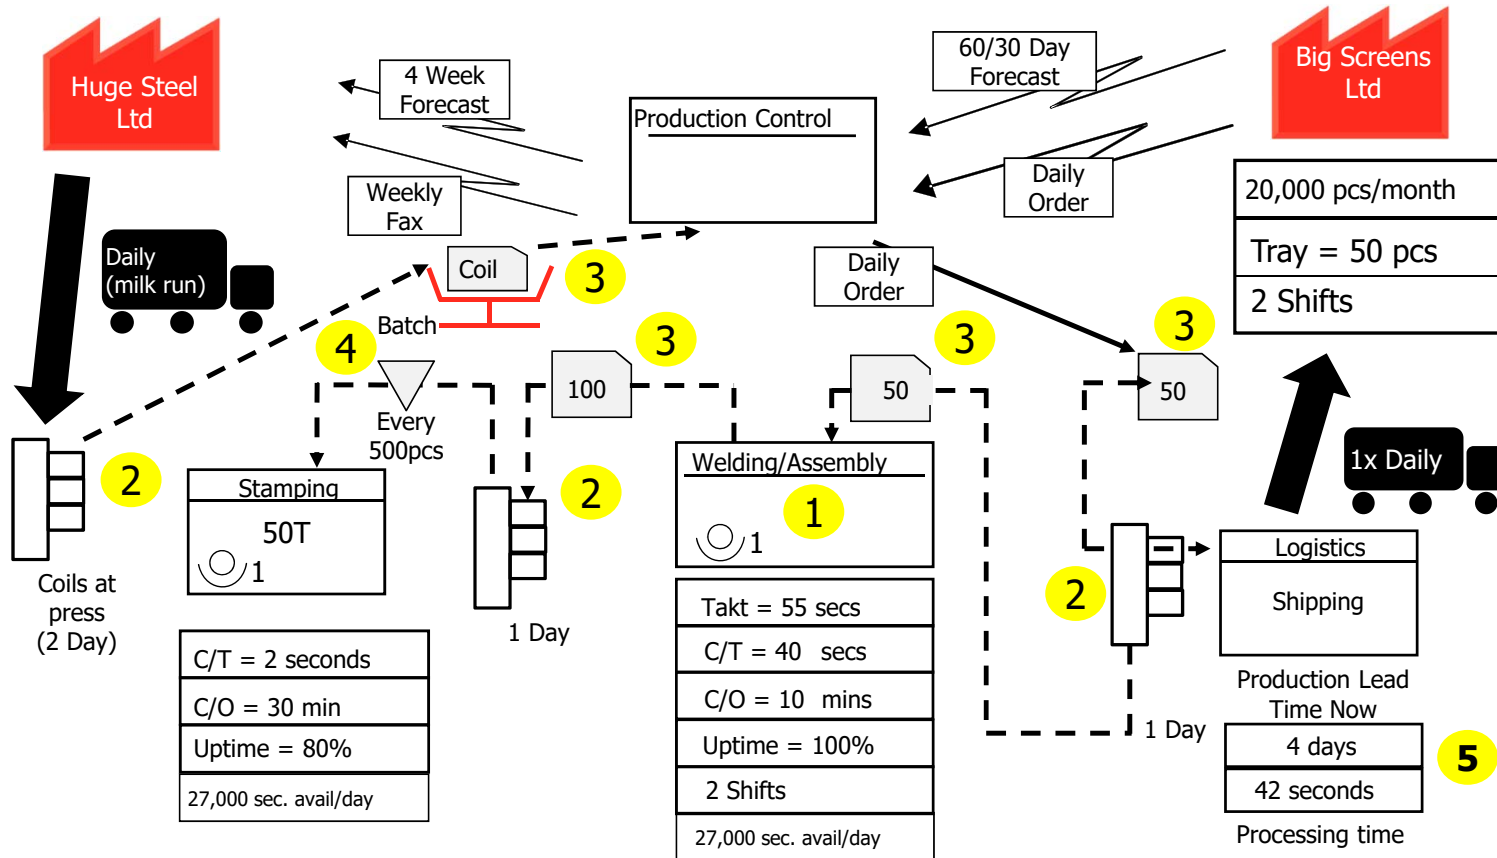 Huge Steel
Ltd
4 Week
Forecast
Weekly
Fax
Production Control
60/30 Day
Forecast
Daily
Order
Big Screens
Ltd
20,000 pcs/month
Tray = 50 pcs
2 Shifts
Daily
(milk run)
Coil
3
Batch
Daily
Order
4
Every
500pcs
100
3
50
3
50
3
2
Coils at
press
(2 Day)
Stamping
50T
1
C/T = 2 seconds
C/O = 30 min
Uptime = 80%
27,000 sec. avail/day
2
1 Day
Welding/Assembly
1
1
Takt = 55 secs
C/T = 40 secs
C/O = 10 mins
Uptime = 100%
2 Shifts
27,000 sec. avail/day
1x Daily
2
1 Day
Logistics
Shipping
Production Lead
Time Now
4 days
42 seconds
5
Processing time